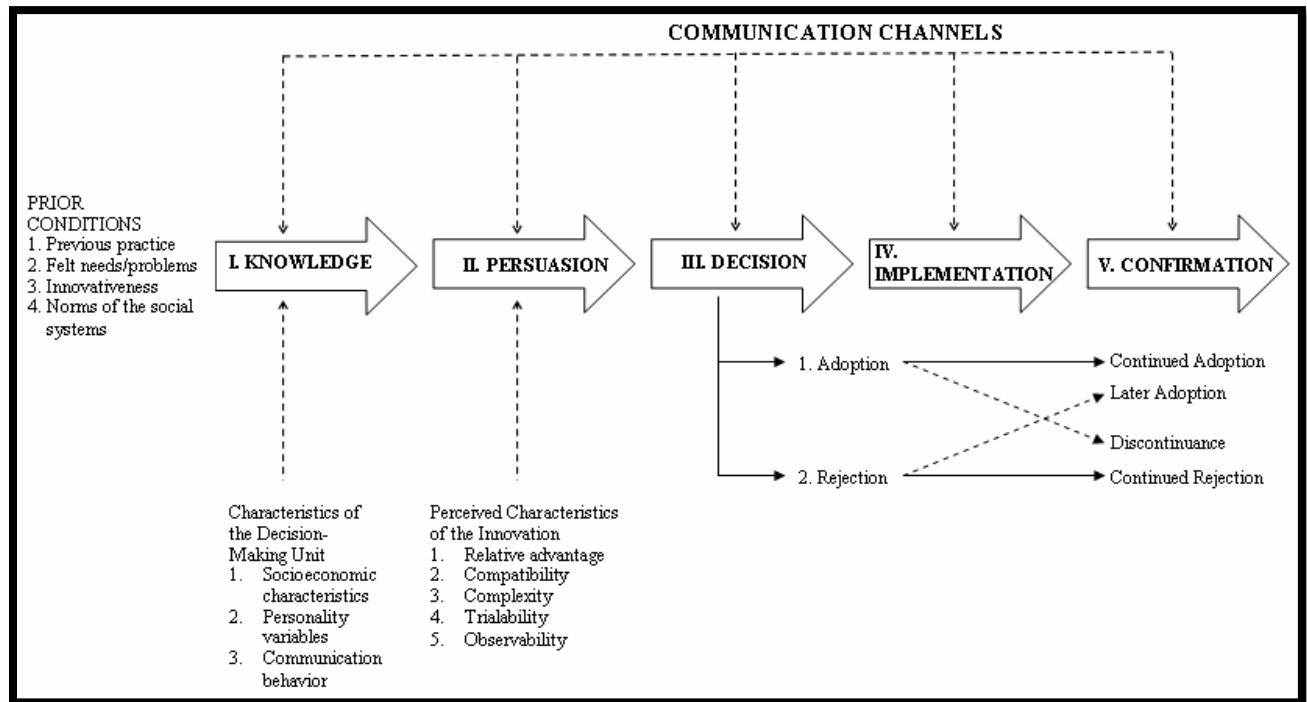 COMMUNICATION CHANNELS
PRIOR
CONDITIONS
1. Previous practice
2. Felt needs/problems
3. Innovativeness
4. Norms of the social
systems
I. KNOWLEDGE
II. PERSUASION
III. DECISION
IV.
IMPLEMENTATION
V. CONFIRMATION
1. Adoption
Continued Adoption
Later Adoption
Discontinuance
2. Rejection
Continued Rejection
Characteristics of
the Decision-
Making Unit
1. Socioeconomic
characteristics
2. Personality
variables
3. Communication
behavior
Perceived Characteristics
of the Innovation
1. Relative advantage
2. Compatibility
3. Complexity
4. Trialability
5. Observability